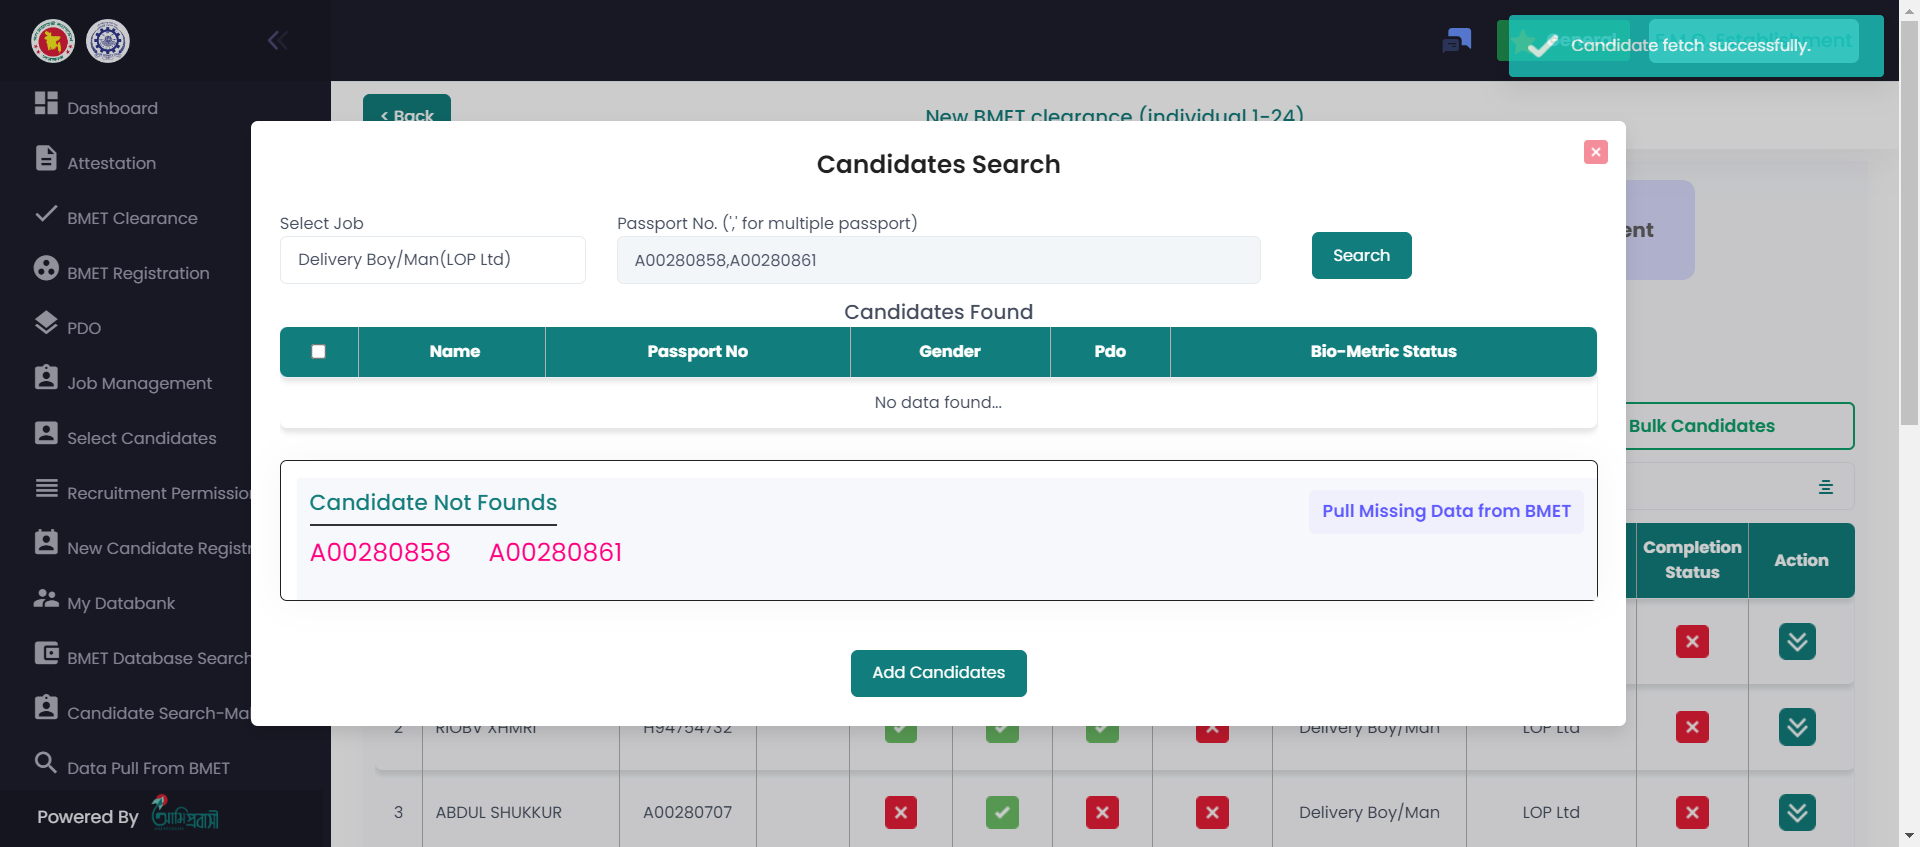 Candidate fetch successfully.
General
E.M.O. Establishment
Dashboard
Attestation
BMET Clearance
BMET Registration
PDO
Job Management
Select Candidates
Recruitment Permission
New Candidate Registr
My Databank
BMET Database Search
Candidate Search-Ma
Data Pull From BMET
Powered By আমি প্রবাসী
< Back
New BMET clearance (individual 1-24)
Candidates Search
Select Job
Passport No. (',' for multiple passport)
Delivery Boy/Man(LOP Ltd)
A00280858,A00280861
Search
Candidates Found
Name Passport No Gender Pdo Bio-Metric Status
No data found...
Candidate Not Founds
Pull Missing Data from BMET
A00280858 A00280861
Add Candidates
ent
Bulk Candidates
Completion
Status
Action
2 RIOBV XHMRI H94754732 Delivery Boy/Man LOP Ltd
3 ABDUL SHUKKUR A00280707 Delivery Boy/Man LOP Ltd